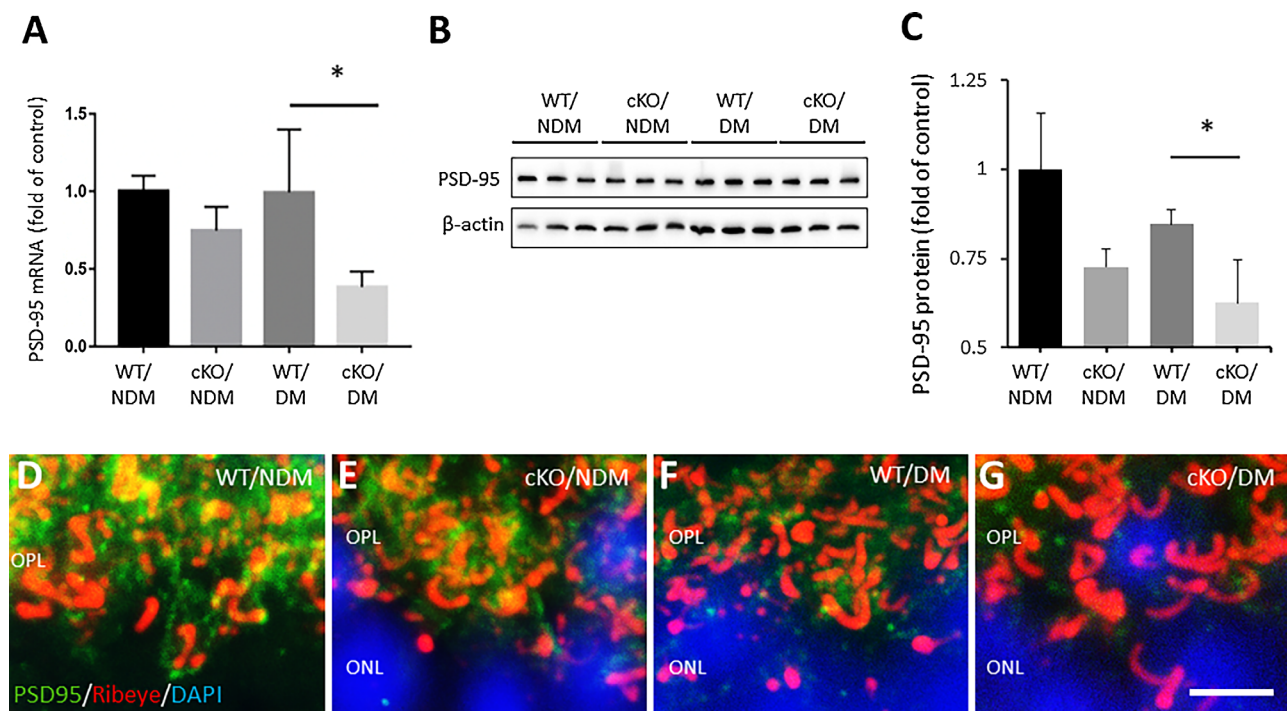 A
*
PSD-95 mRNA (fold of control)
1.5
1.0
0.5
0.0
WT/
NDM
cKO/
NDM
WT/
DM
cKO/
DM
B
WT/
NDM
cKO/
NDM
WT/
DM
cKO/
DM
PSD-95
β-actin
C
*
PSD-95 protein (fold of control)
1.25
1
0.75
0.5
WT/
NDM
cKO/
NDM
WT/
DM
cKO/
DM
D
WT/NDM
OPL
PSD95/Ribeye/DAPI
E
cKO/NDM
OPL
ONL
F
WT/DM
OPL
ONL
G
cKO/DM
OPL
ONL